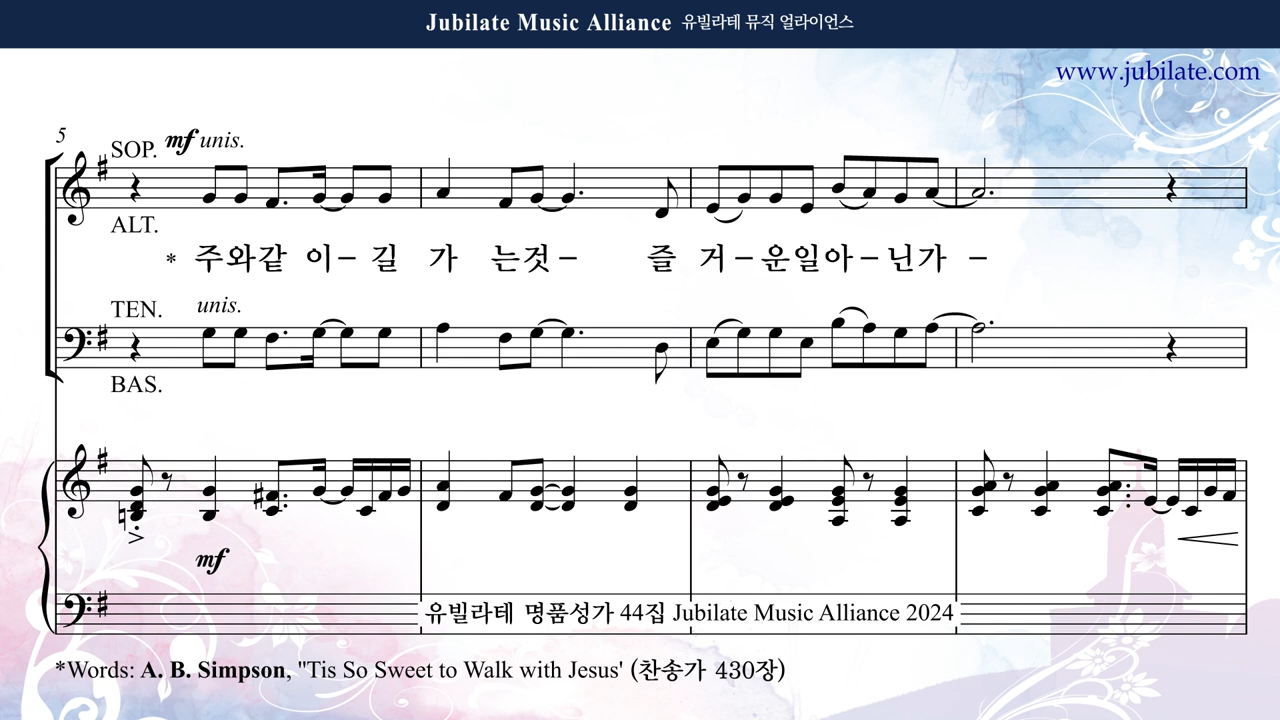 Jubilate Music Alliance 유빌라테 뮤직 얼라이언스
www.jubilate.com
5
SOP. mf unis.
ALT.
* 주와같 이– 길 가 는것 – 즐 거 – 운일아 – 닌가 –
TEN. unis.
BAS.
mf
유빌라테 명품성가 44집 Jubilate Music Alliance 2024
*Words: A. B. Simpson, "Tis So Sweet to Walk with Jesus' (찬송가 430장)